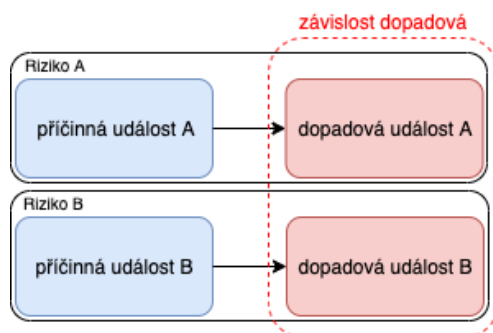 závislost dopadová
Riziko A
příčinná událost A
dopadová událost A
Riziko B
příčinná událost B
dopadová událost B